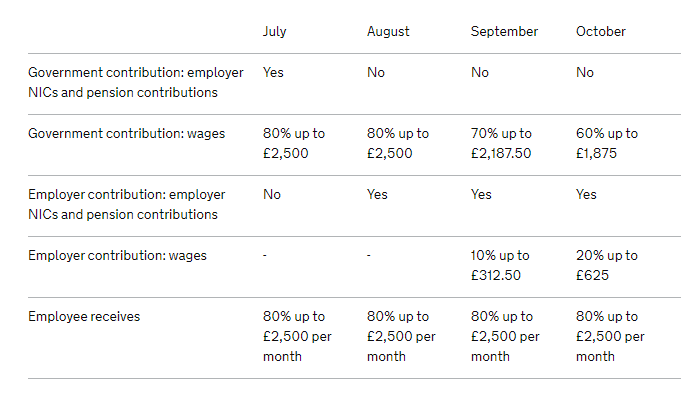 July August September October
Government contribution: employer Yes No No No
NICs and pension contributions
Government contribution: wages 80% up to 80% up to 70% up to 60% up to
£2,500 £2,500 £2,187.50 £1,875
Employer contribution: employer No Yes Yes Yes
NICs and pension contributions
Employer contribution: wages - - 10% up to 20% up to
£312.50 £625
Employee receives 80% up to 80% up to 80% up to 80% up to
£2,500 per £2,500 per £2,500 per £2,500 per
month month month month